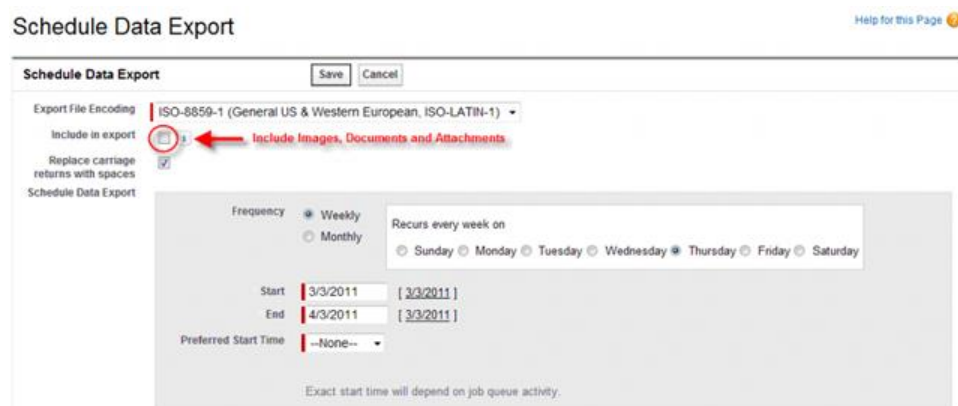 Schedule Data Export
Help for this Page
Schedule Data Export Save Cancel
Export File Encoding ISO-8859-1 (General US & Western European, ISO-LATIN-1)
Include in export i Include Images, Documents and Attachments
Replace carriage
returns with spaces
Schedule Data Export
Frequency Weekly
Monthly
Recurs every week on
Sunday Monday Tuesday Wednesday Thursday Friday Saturday
Start 3/3/2011 [ 3/3/2011 ]
End 4/3/2011 [ 3/3/2011 ]
Preferred Start Time --None--
Exact start time will depend on job queue activity.